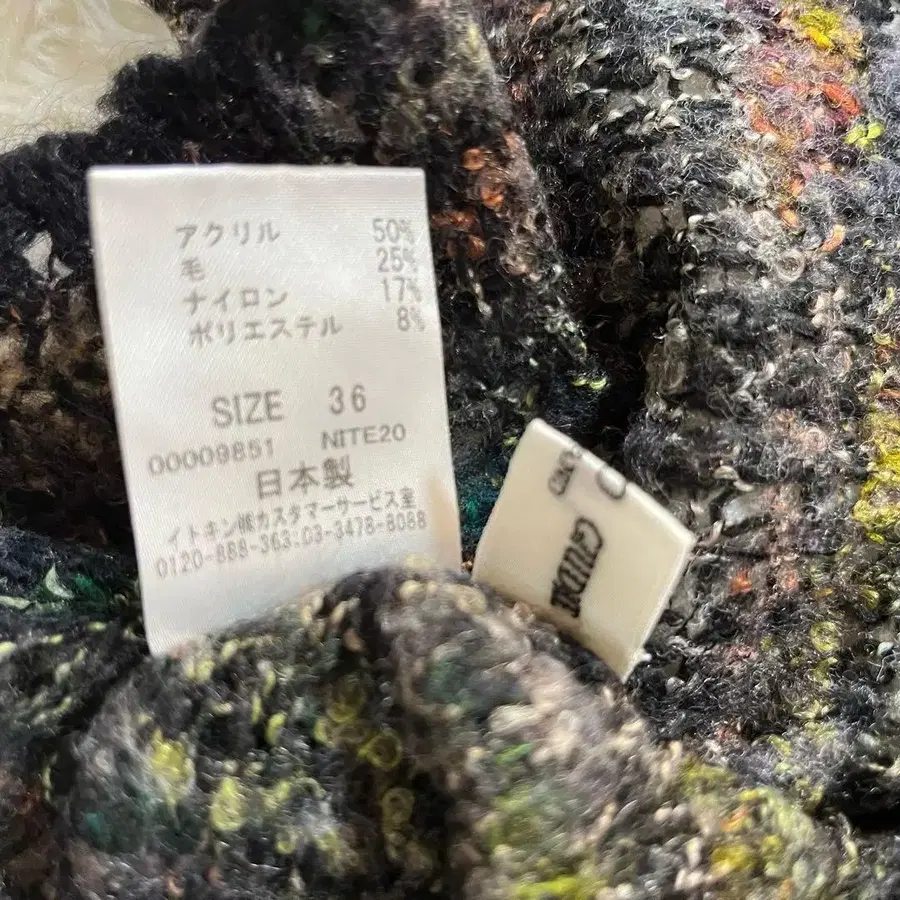 アクリル 50%
毛 25%
ナイロン 17%
ポリエステル 8%
SIZE 36
00009851 NITE20
日本製
イトキン㈱カスタマーサービス室
0120-888-363:03-3478-8088